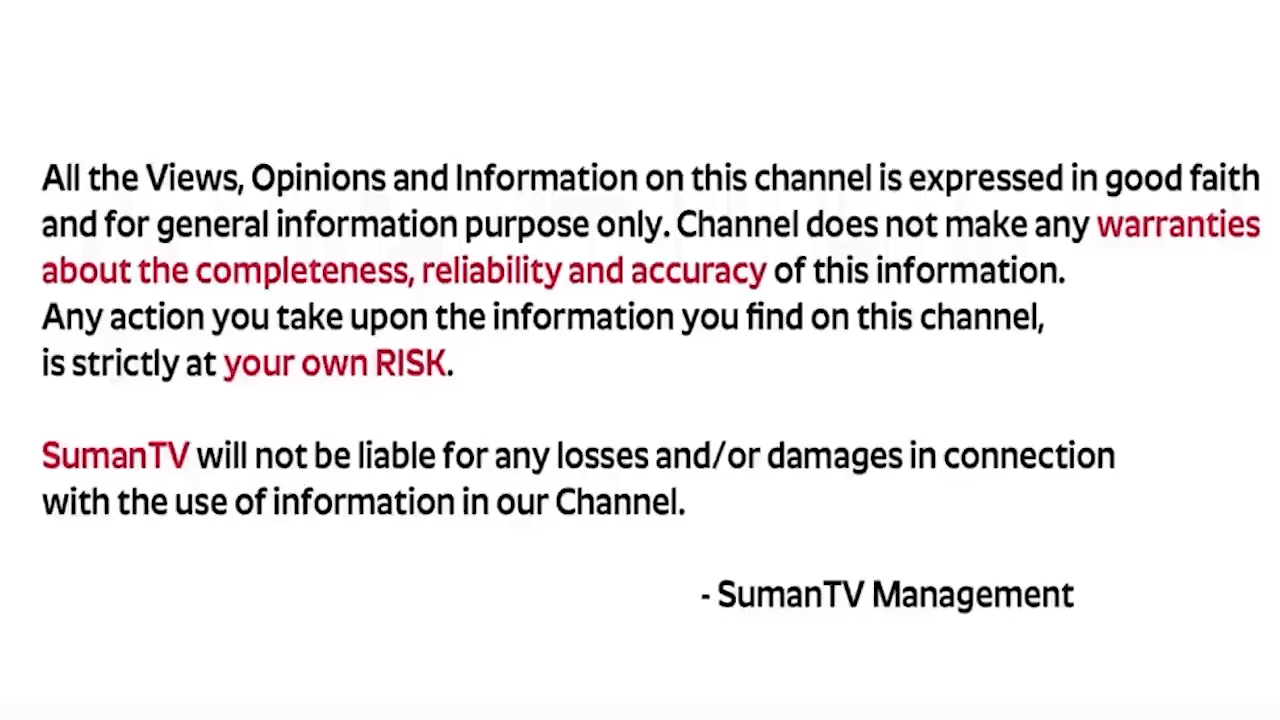 All the Views, Opinions and Information on this channel is expressed in good faith
and for general information purpose only. Channel does not make any warranties
about the completeness, reliability and accuracy of this information.
Any action you take upon the information you find on this channel,
is strictly at your own RISK.
SumanTV will not be liable for any losses and/or damages in connection
with the use of information in our Channel.
- SumanTV Management